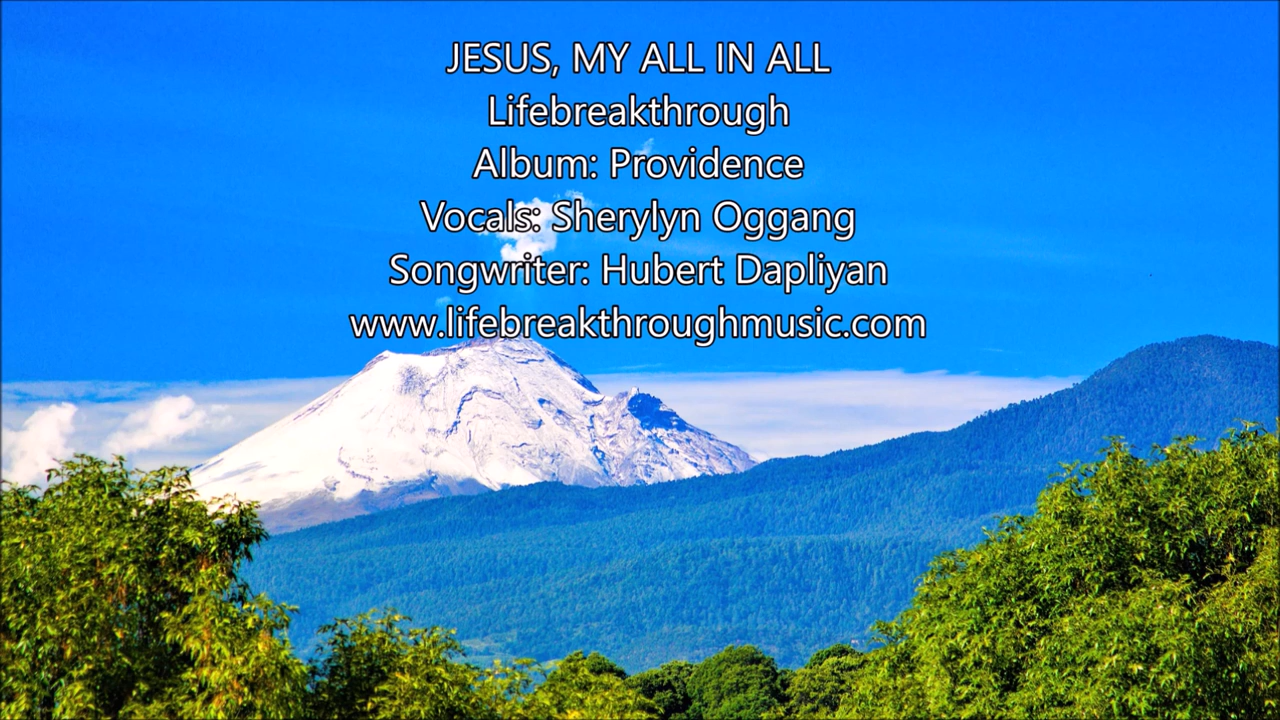 JESUS, MY ALL IN ALL
Lifebreakthrough
Album: Providence
Vocals: Sherylyn Oggang
Songwriter: Hubert Dapliyan
www.lifebreakthroughmusic.com